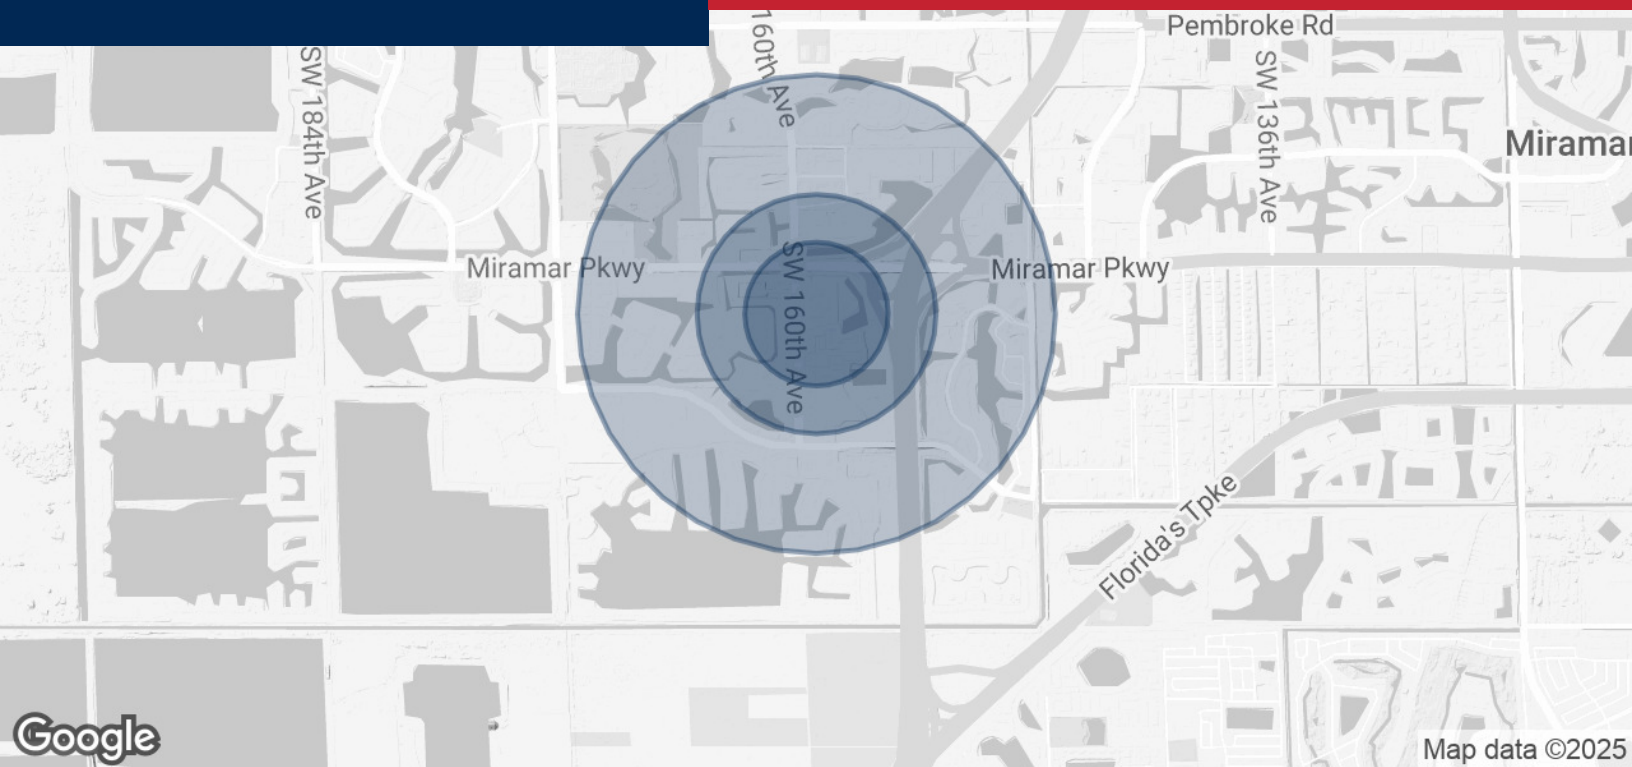 Pembroke Rd
160th Ave
SW 184th Ave
SW 136th Ave
Miramar
Miramar Pkwy
Miramar Pkwy
SW 160th Ave
Florida's Tpke
Google
Map data ©2025